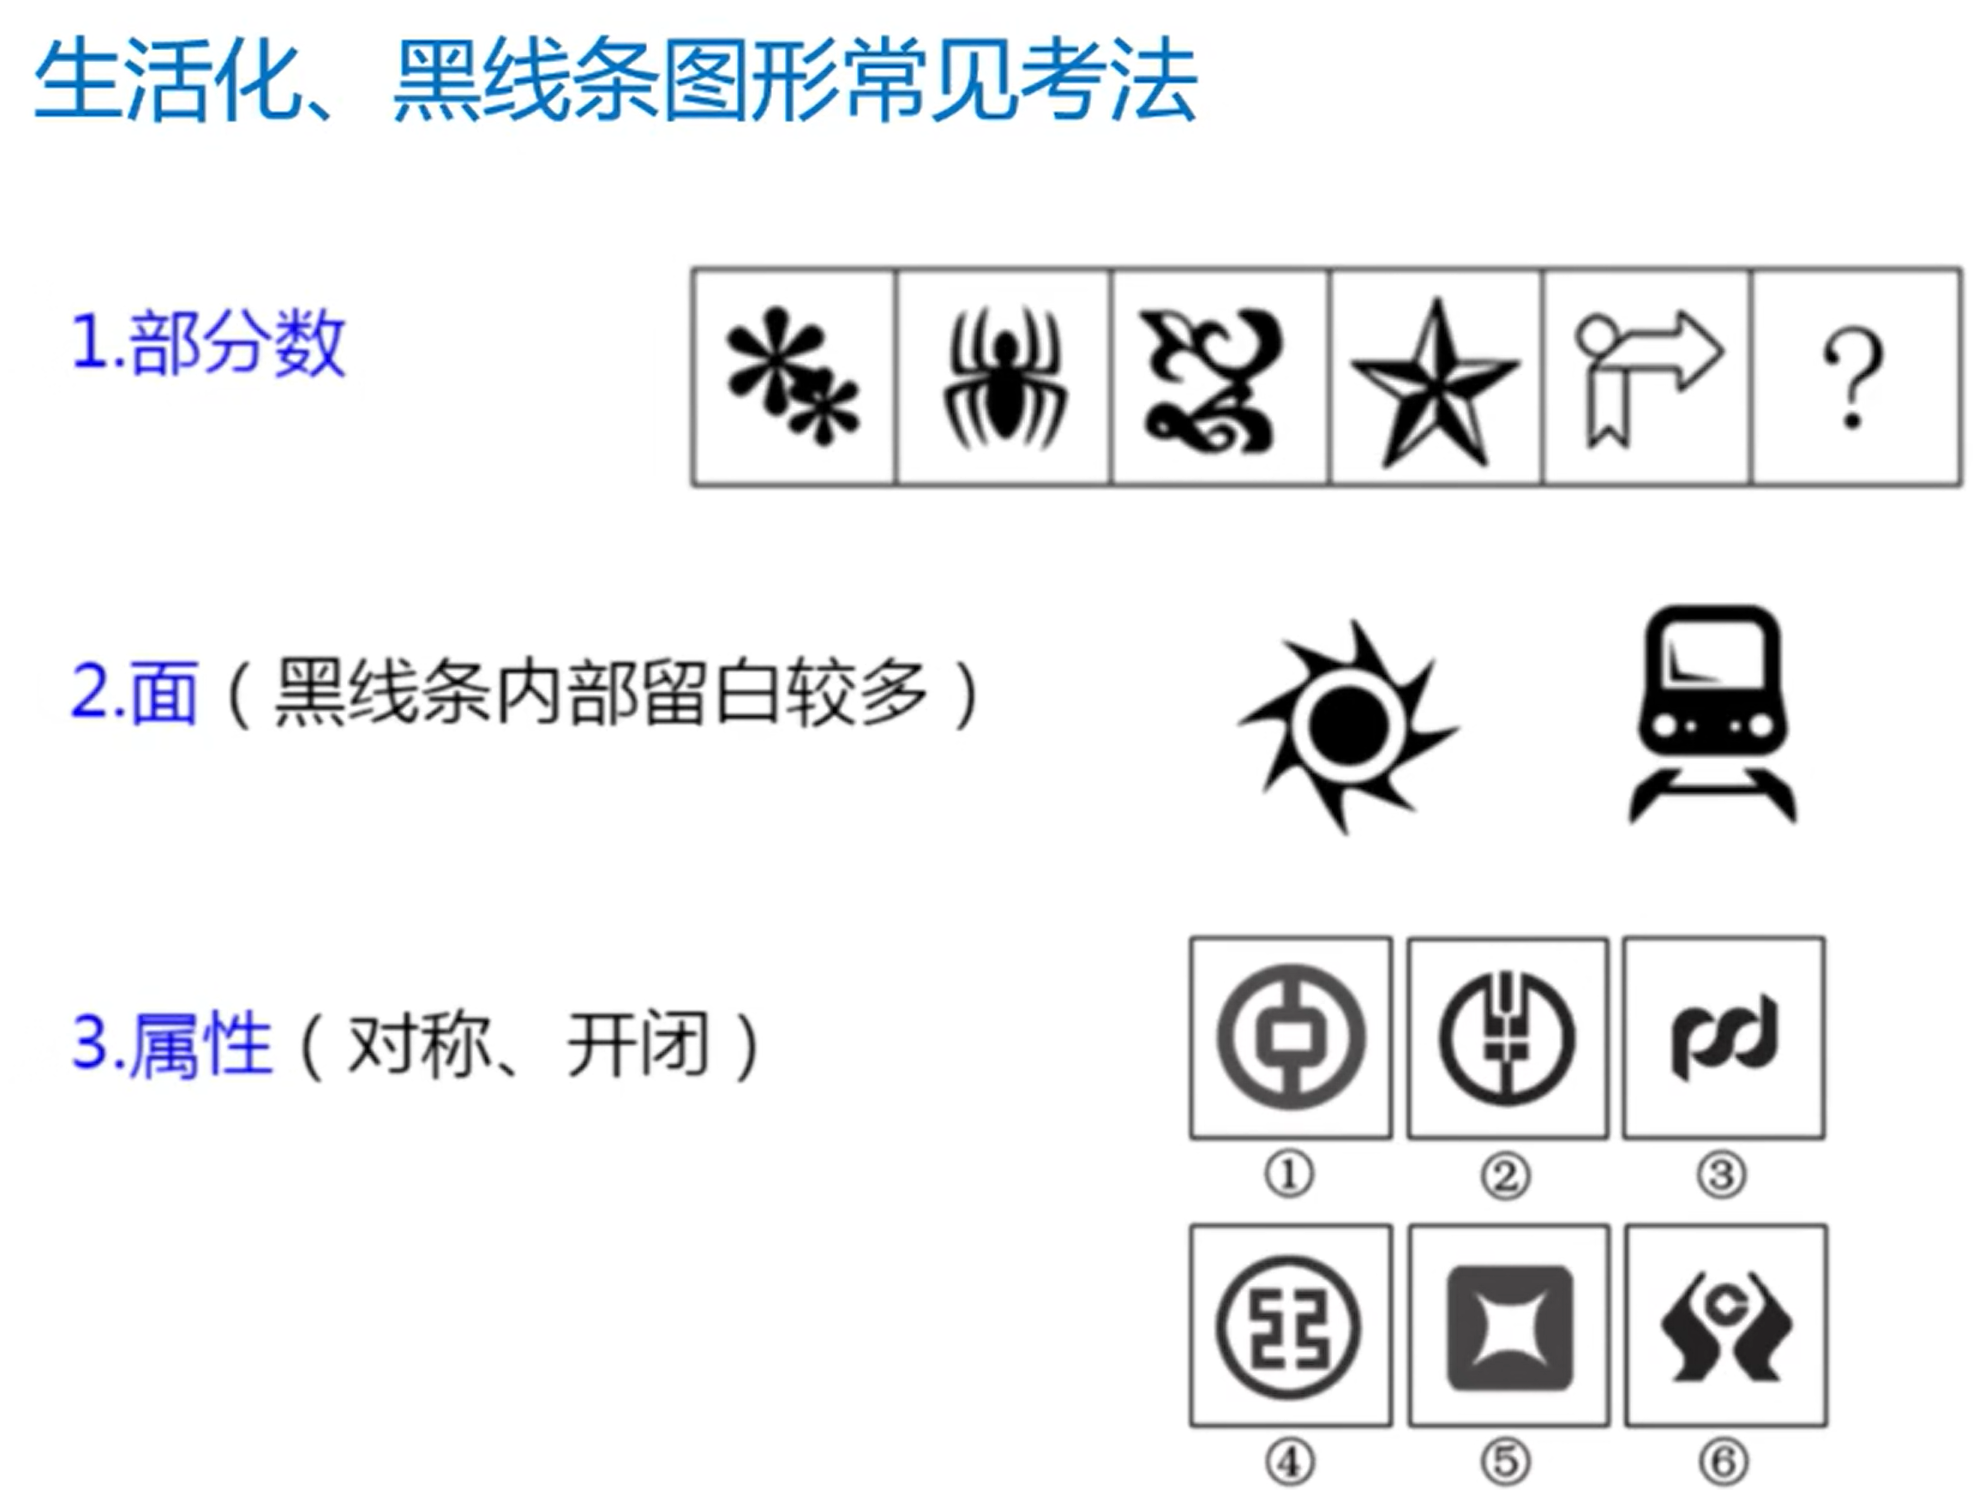 生活化、黑线条图形常见考法
1.部分数
?
2.面（黑线条内部留白较多）
3.属性（对称、开闭）
① ② ③
④ ⑤ ⑥